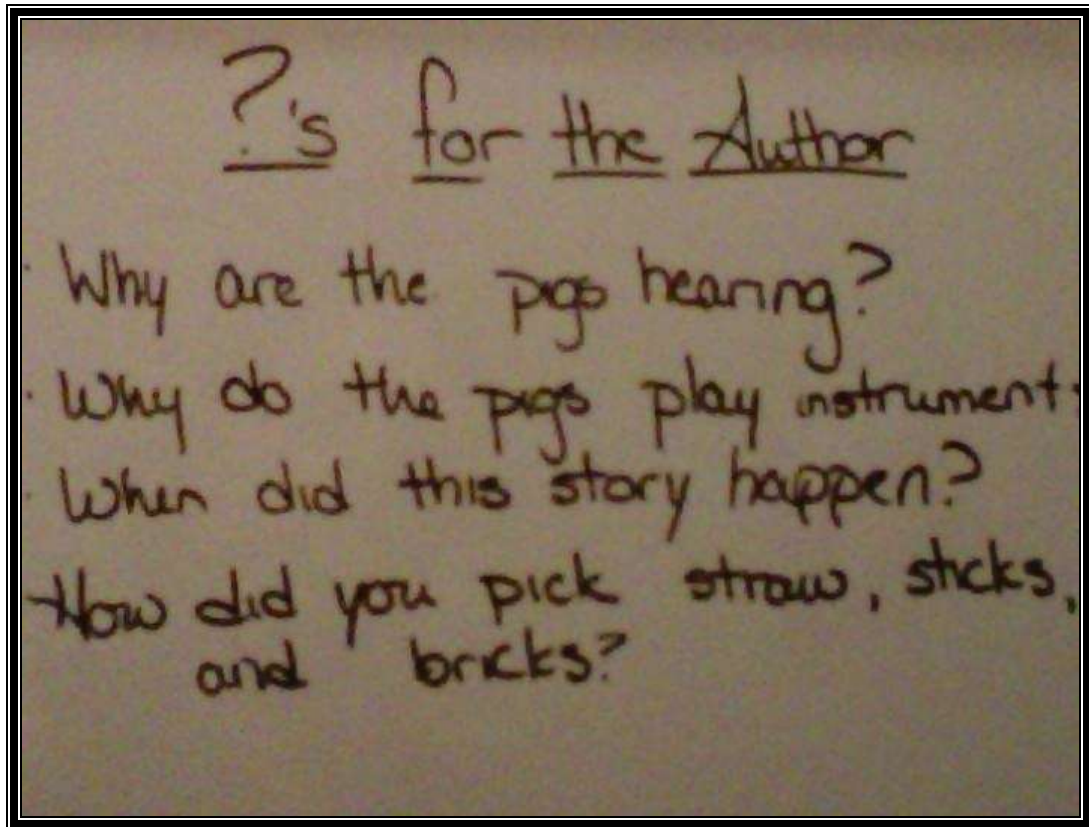 ?'s for the Author
· Why are the pigs hearing?
· Why do the pigs play instrument
· When did this story happen?
How did you pick straw, sticks,
and bricks?